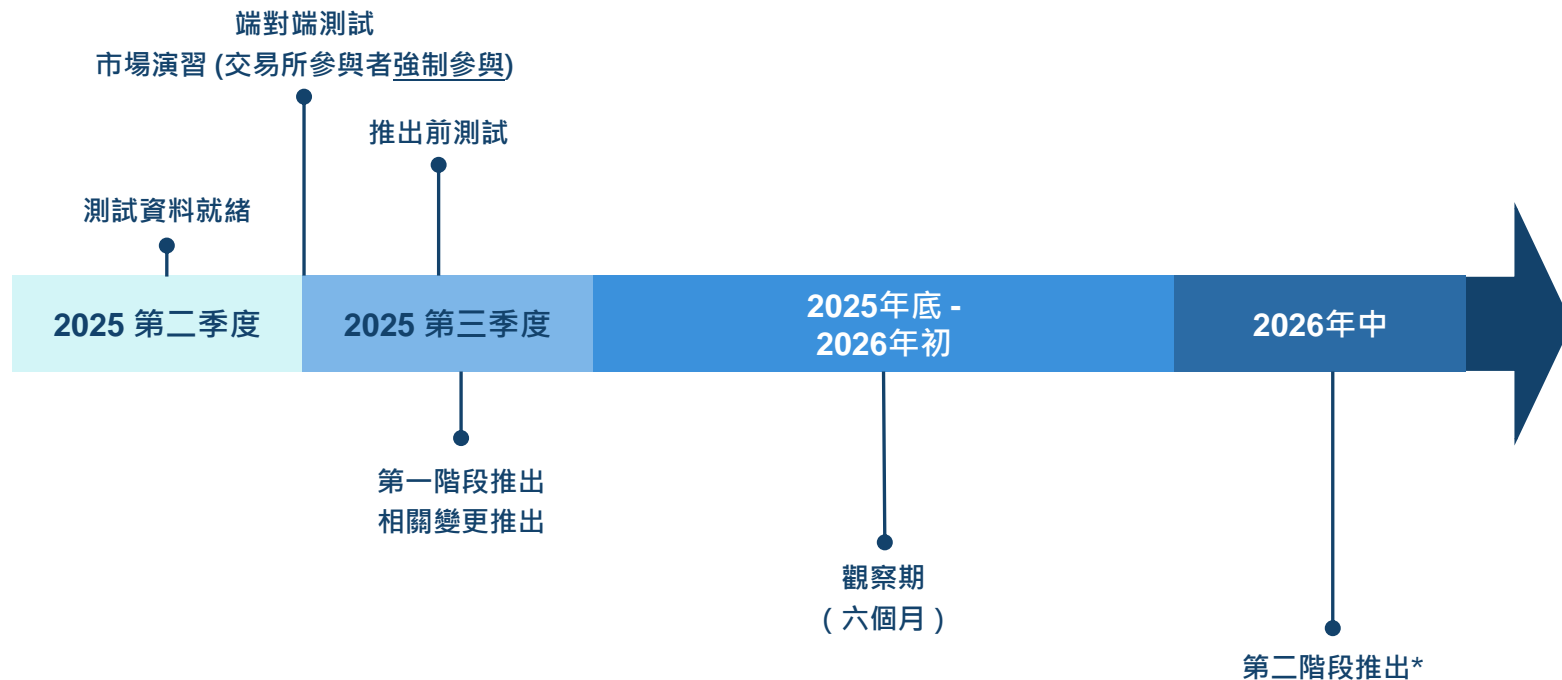 端對端測試
市場演習 (交易所參與者強制參與)
推出前測試
測試資料就緒
2025 第二季度
2025 第三季度
2025年底 -
2026年初
2026年中
第一階段推出
相關變更推出
觀察期
( 六個月 )
第二階段推出*